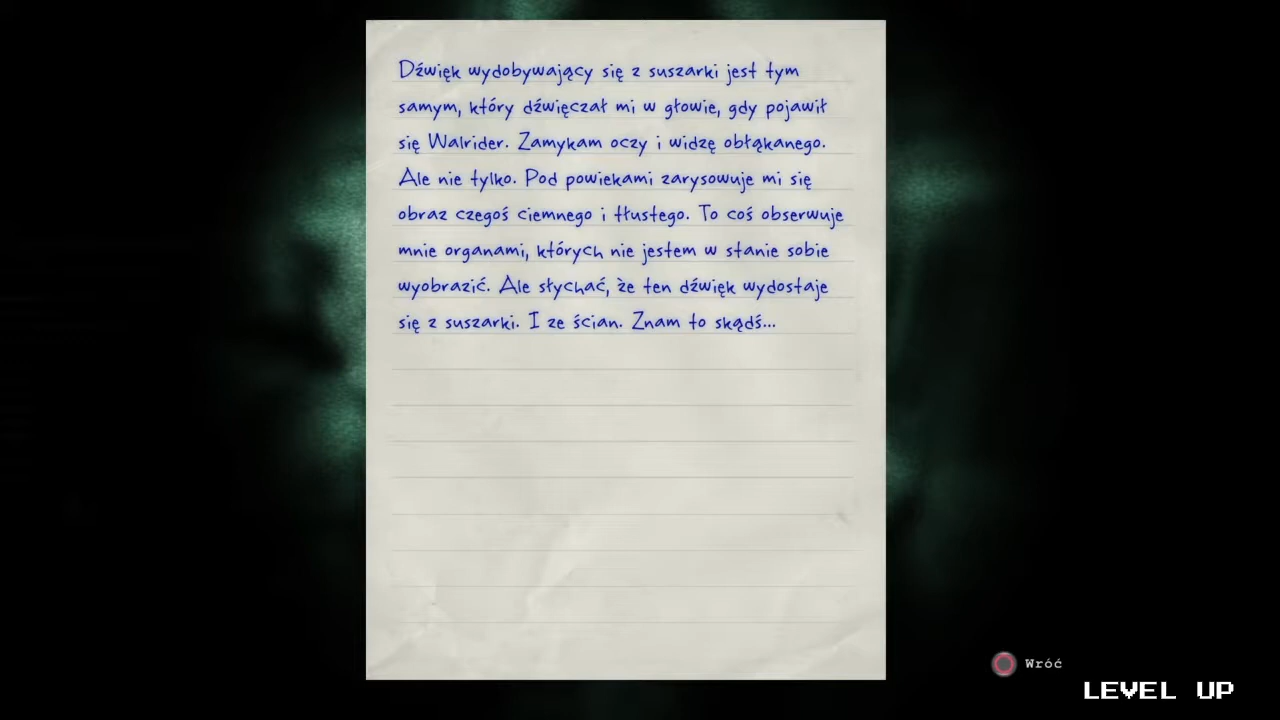 Dźwięk wydobywający się z suszarki jest tym
samym, który dźwięczał mi w głowie, gdy pojawił
się Walrider. Zamykam oczy i widzę obłąkanego.
Ale nie tylko. Pod powiekami zarysowuje mi się
obraz czegoś ciemnego i tłustego. To coś obserwuje
mnie organami, których nie jestem w stanie sobie
wyobrazić. Ale słychać, że ten dźwięk wydostaje
się z suszarki. I ze ścian. Znam to skądś...
Wróć
LEVEL UP